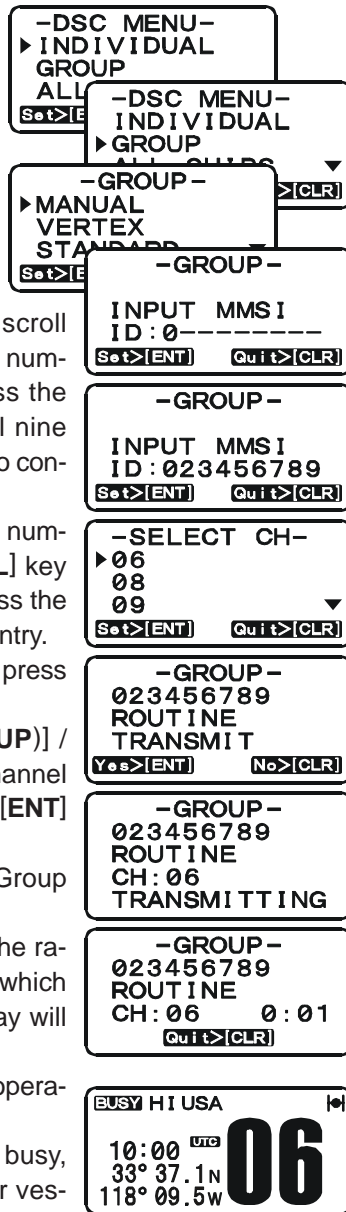 -DSC MENU-
▶INDIVIDUAL
GROUP
ALL
Set>[E
-DSC MENU-
INDIVIDUAL
▶GROUP
▼
>[CLR]
-GROUP-
▶MANUAL
VERTEX
STANDARD
Set>[E
-GROUP-
INPUT MMSI
ID:0--------
Set>[ENT] Quit>[CLR]
scroll
num-
ss the
l nine
o con-
-GROUP-
INPUT MMSI
ID:023456789
Set>[ENT] Quit>[CLR]
num-
L] key
ss the
ntry.
press
-SELECT CH-
▶06
08
09 ▼
Set>[ENT] Quit>[CLR]
-GROUP-
023456789
ROUTINE
TRANSMIT
Yes>[ENT] No>[CLR]
UP)] /
hannel
[ENT]
Group
-GROUP-
023456789
ROUTINE
CH:06
TRANSMITTING
he ra-
which
ay will
-GROUP-
023456789
ROUTINE
CH:06 0:01
Quit>[CLR]
opera-
busy,
r ves-
BUSY HI USA
10:00 UTC
33°37.1N
118°09.5W
06